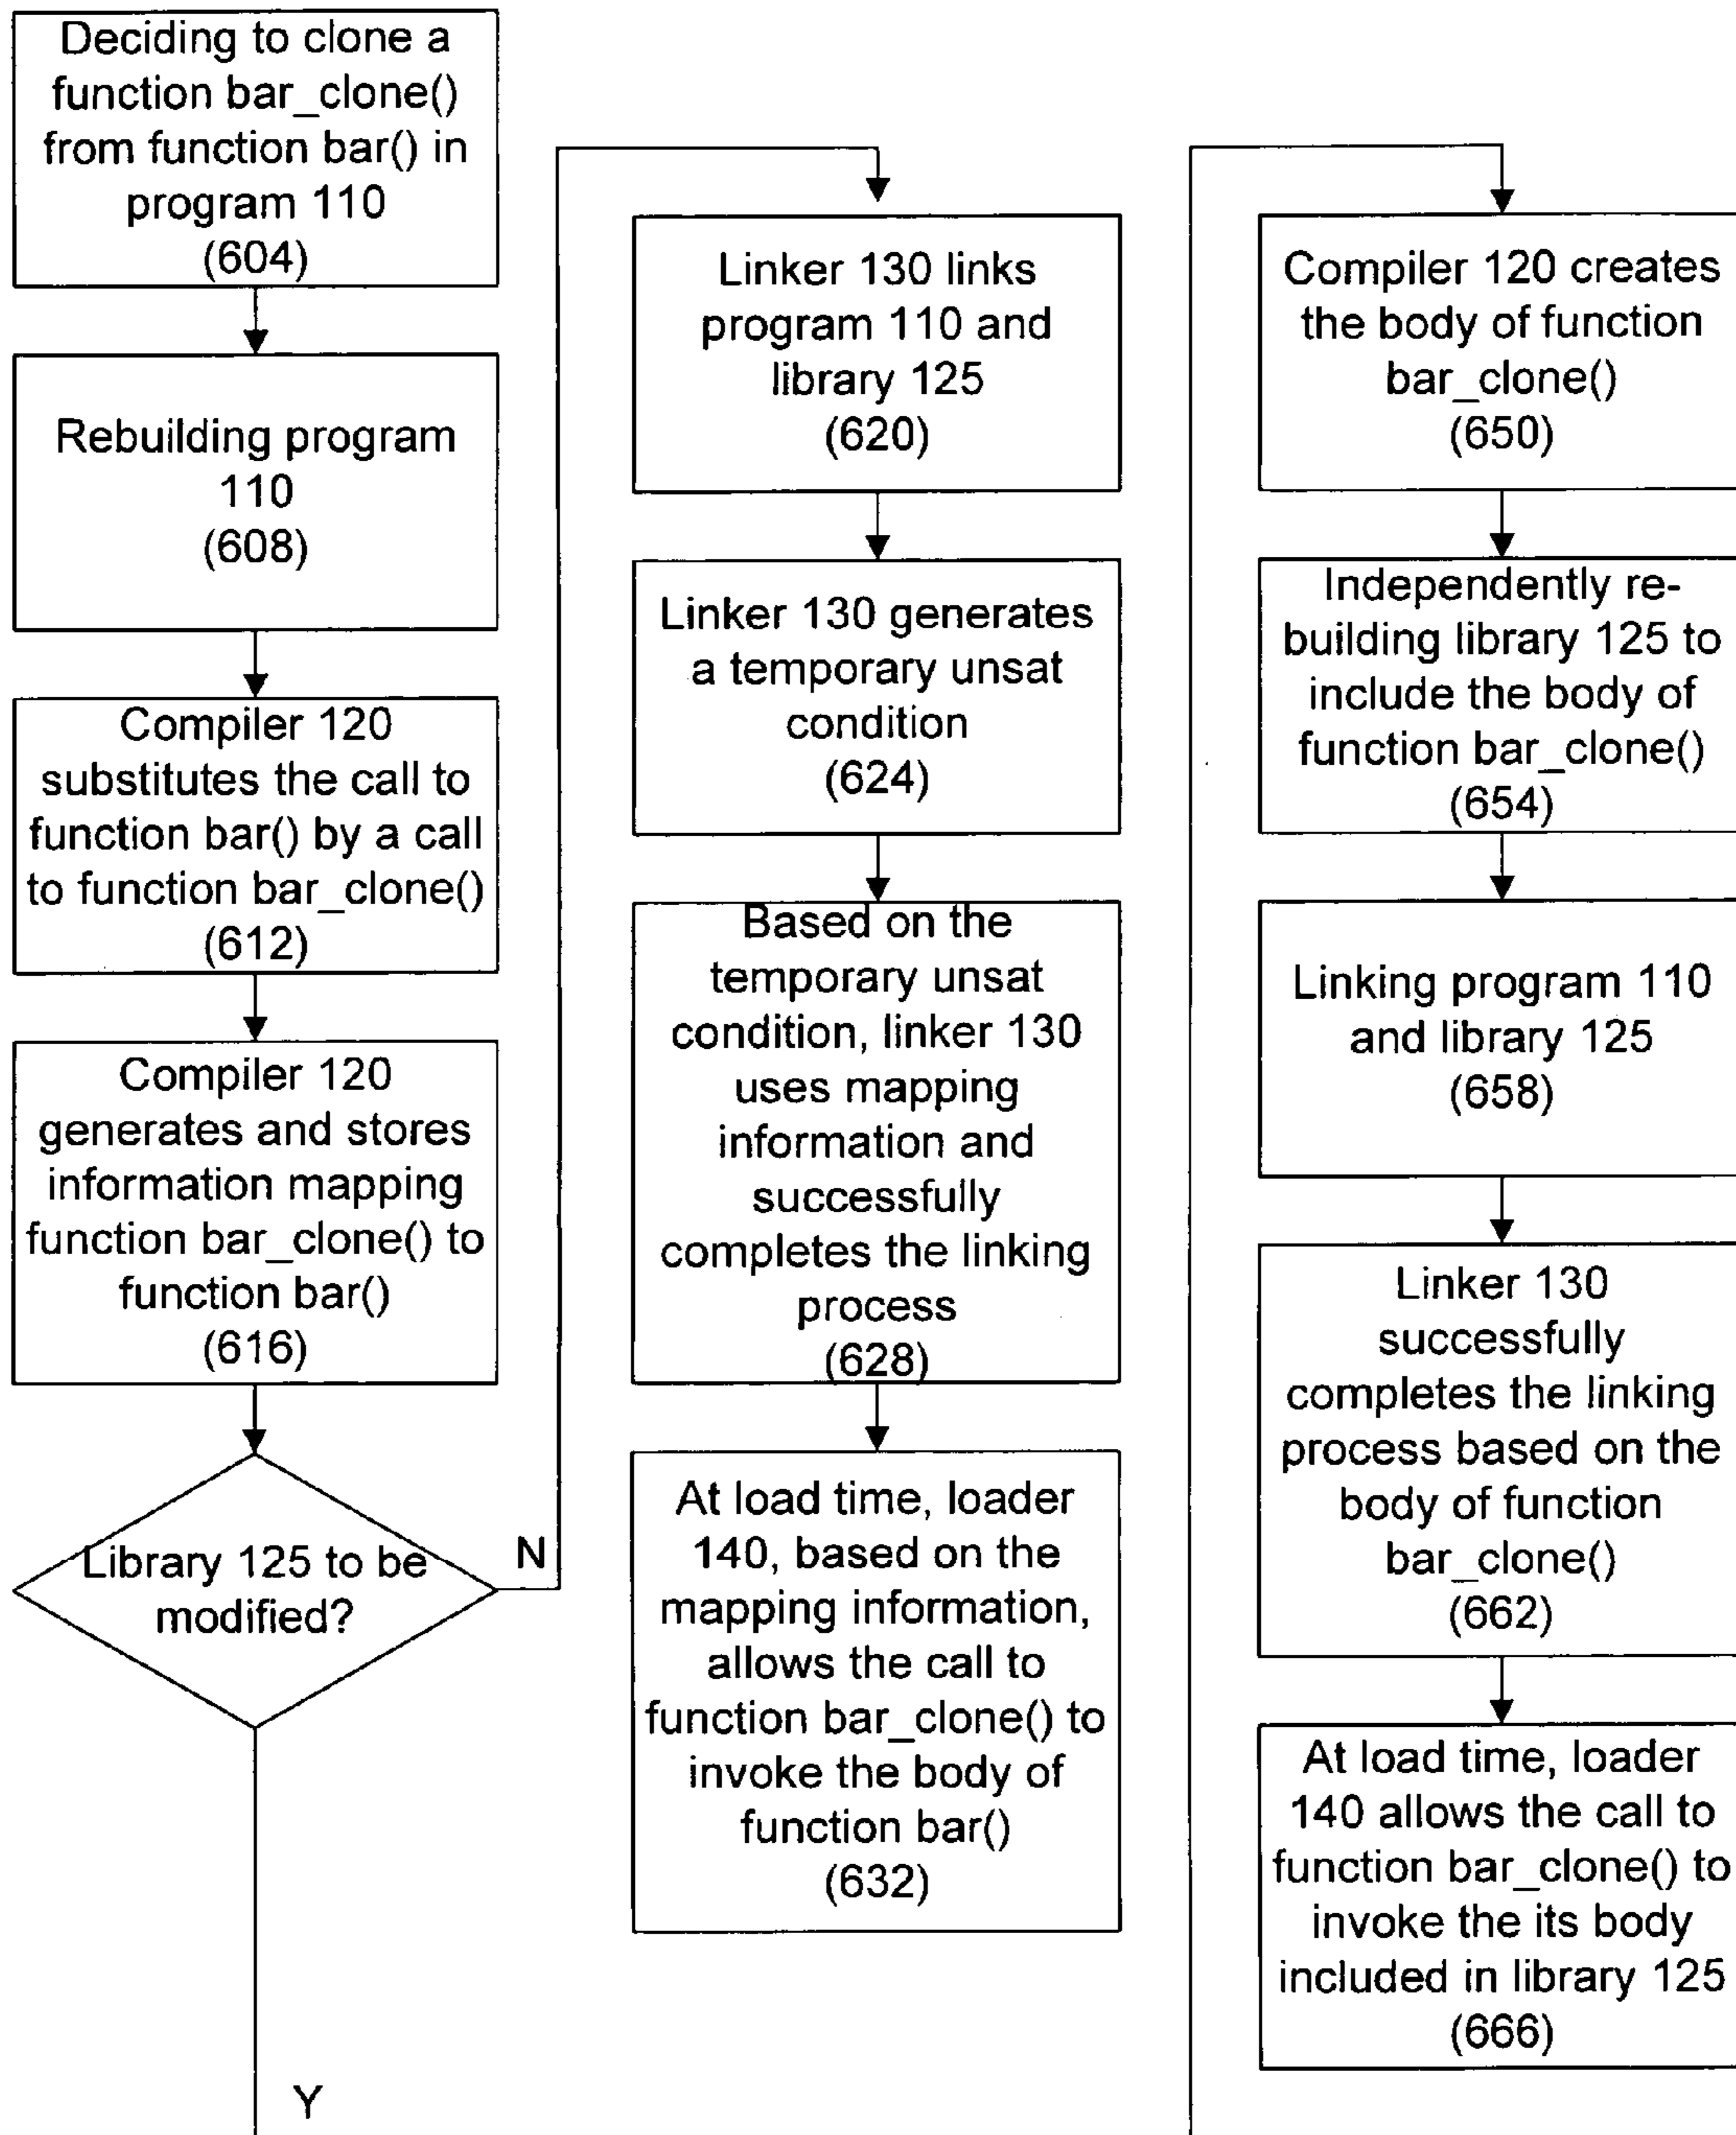 Deciding to clone a
function bar_clone()
from function bar() in
program 110
(604)
Rebuilding program
110
(608)
Compiler 120
substitutes the call to
function bar() by a call
to function bar_clone()
(612)
Compiler 120
generates and stores
information mapping
function bar_clone() to
function bar()
(616)
Library 125 to be
modified?
N
Y
Linker 130 links
program 110 and
library 125
(620)
Linker 130 generates
a temporary unsat
condition
(624)
Based on the
temporary unsat
condition, linker 130
uses mapping
information and
successfully
completes the linking
process
(628)
At load time, loader
140, based on the
mapping information,
allows the call to
function bar_clone() to
invoke the body of
function bar()
(632)
Compiler 120 creates
the body of function
bar_clone()
(650)
Independently re-
building library 125 to
include the body of
function bar_clone()
(654)
Linking program 110
and library 125
(658)
Linker 130
successfully
completes the linking
process based on the
body of function
bar_clone()
(662)
At load time, loader
140 allows the call to
function bar_clone() to
invoke the its body
included in library 125
(666)